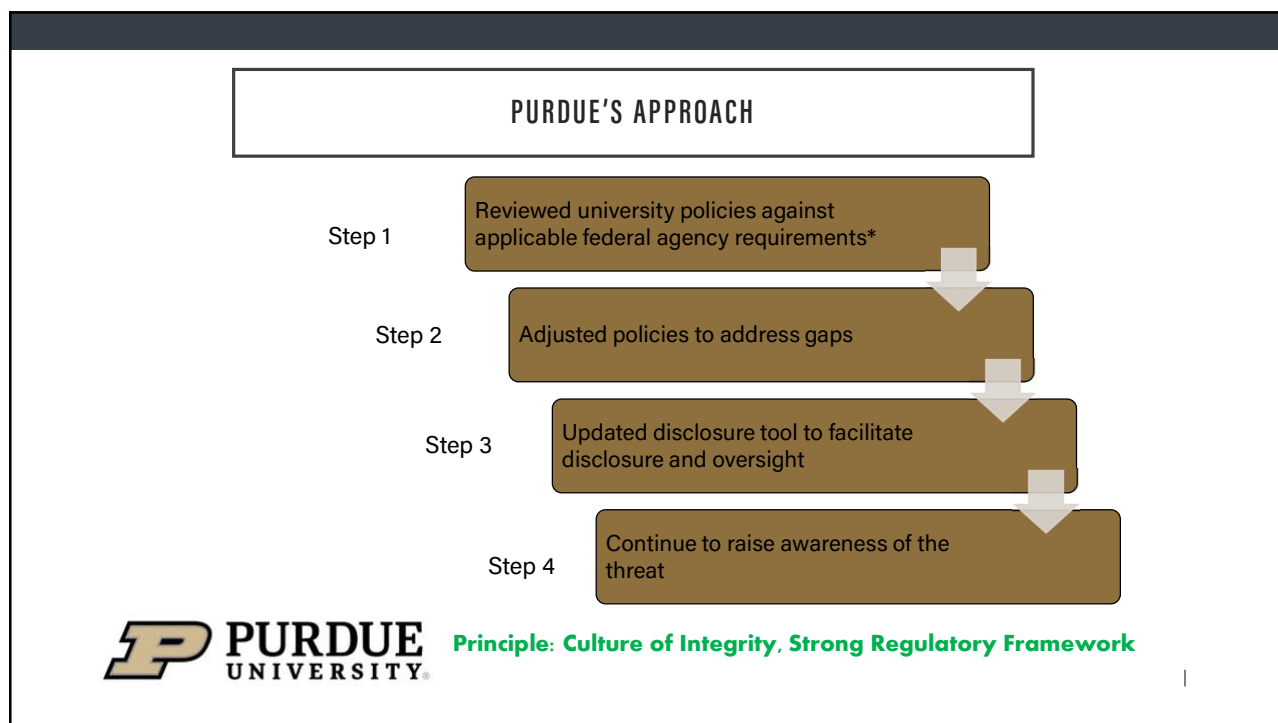 PURDUE'S APPROACH
Step 1
Reviewed university policies against
applicable federal agency requirements*
Step 2
Adjusted policies to address gaps
Step 3
Updated disclosure tool to facilitate
disclosure and oversight
Step 4
Continue to raise awareness of the
threat
PURDUE
UNIVERSITY®
Principle: Culture of Integrity, Strong Regulatory Framework
|